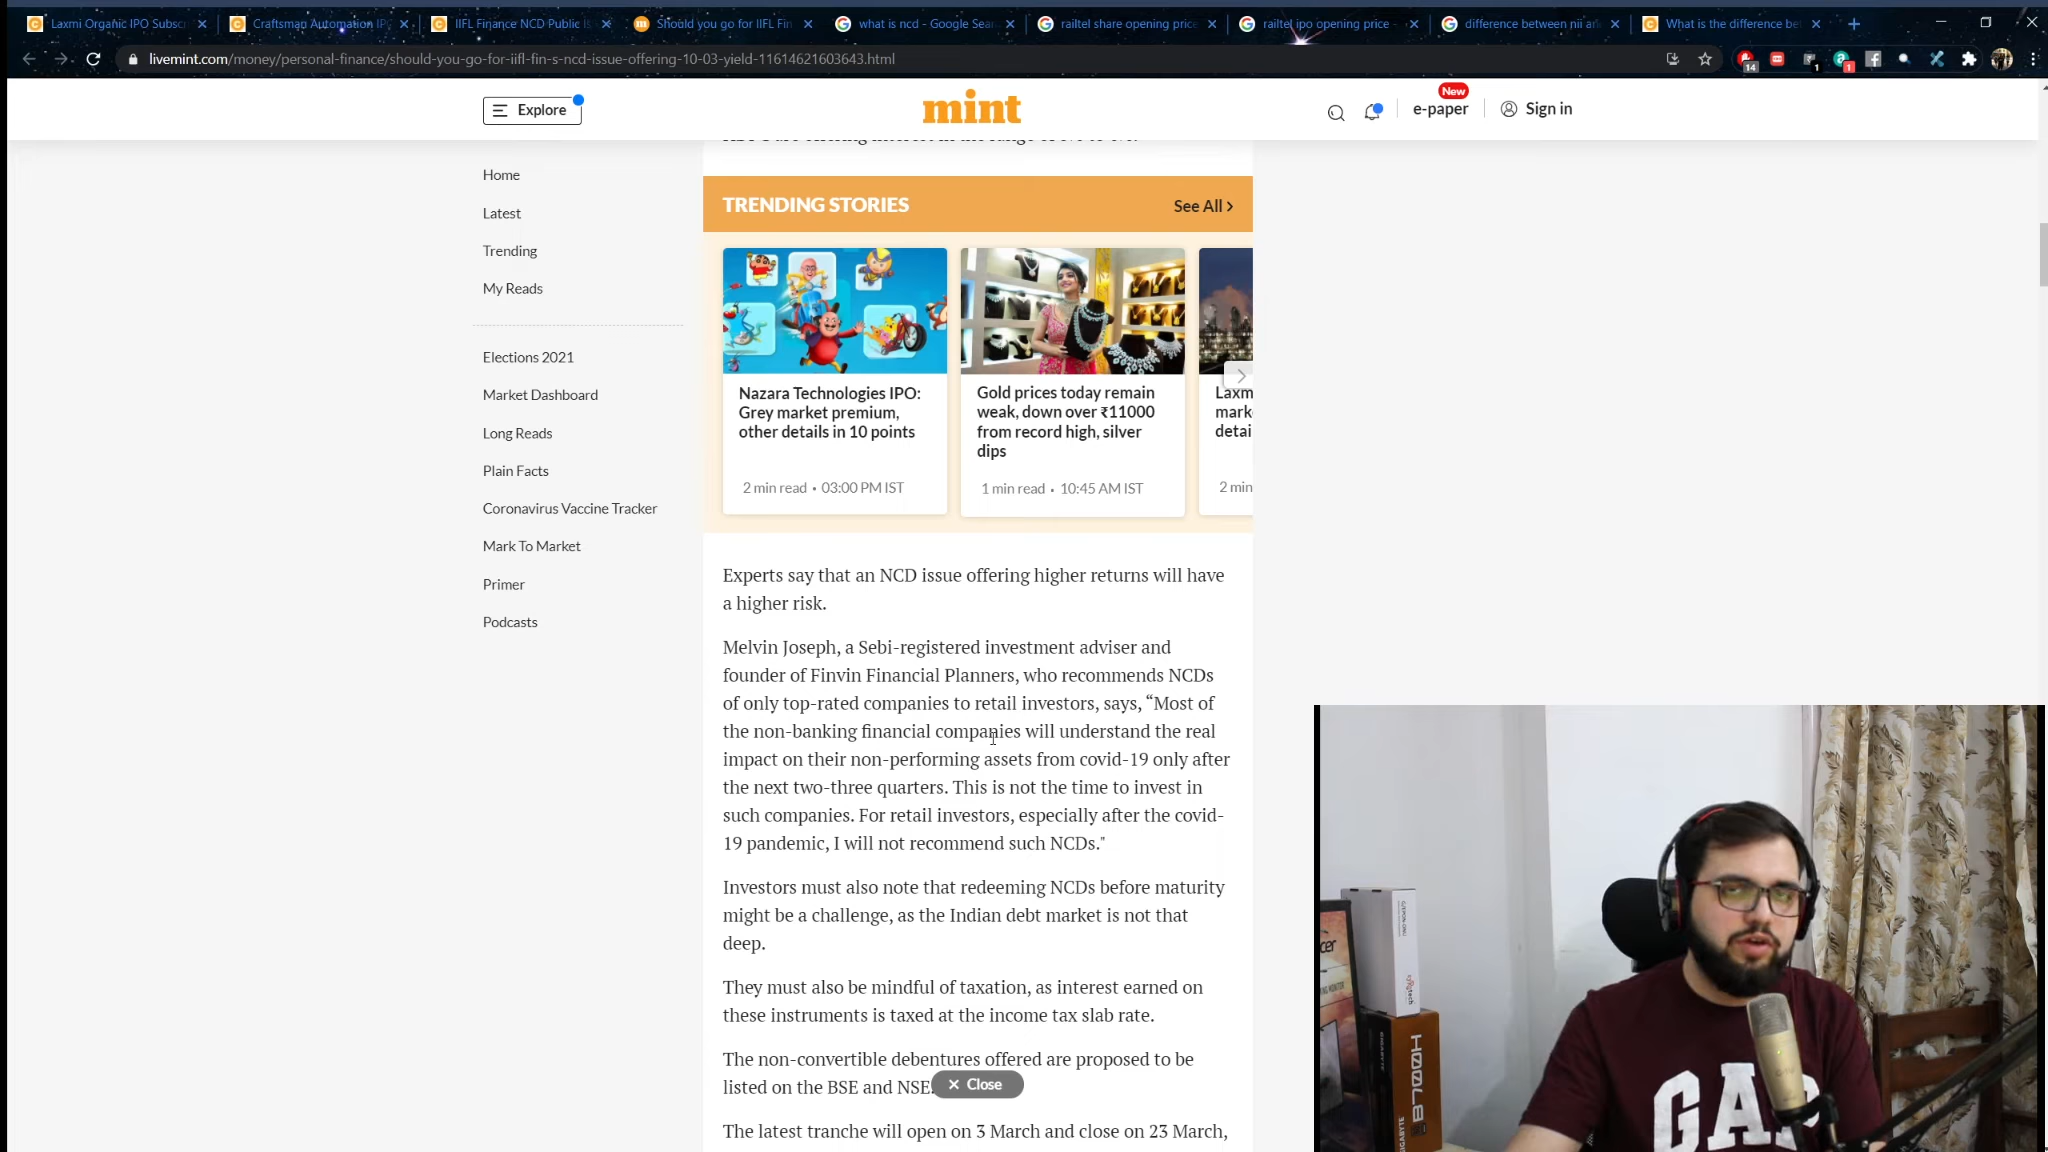 Laxmi Organic IPO Subsc
Craftsman Automation IPO
IIFL Finance NCD Public Is
Should you go for IIFL Fin
what is ncd - Google Sear
railtel share opening price
railtel ipo opening price -
difference between nii an
What is the difference be
livemint.com/money/personal-finance/should-you-go-for-iifl-fin-s-ncd-issue-offering-10-03-yield-11614621603643.html
14
1
1
Explore
mint
New
e-paper
Sign in
Home
Latest
Trending
My Reads
Elections 2021
Market Dashboard
Long Reads
Plain Facts
Coronavirus Vaccine Tracker
Mark To Market
Primer
Podcasts
TRENDING STORIES
See All >
Nazara Technologies IPO:
Grey market premium,
other details in 10 points
2 min read • 03:00 PM IST
Gold prices today remain
weak, down over ₹11000
from record high, silver
dips
1 min read • 10:45 AM IST
Laxm
mark
detai
2 min
Experts say that an NCD issue offering higher returns will have
a higher risk.
Melvin Joseph, a Sebi-registered investment adviser and
founder of Finvin Financial Planners, who recommends NCDs
of only top-rated companies to retail investors, says, “Most of
the non-banking financial companies will understand the real
impact on their non-performing assets from covid-19 only after
the next two-three quarters. This is not the time to invest in
such companies. For retail investors, especially after the covid-
19 pandemic, I will not recommend such NCDs."
Investors must also note that redeeming NCDs before maturity
might be a challenge, as the Indian debt market is not that
deep.
They must also be mindful of taxation, as interest earned on
these instruments is taxed at the income tax slab rate.
The non-convertible debentures offered are proposed to be
listed on the BSE and NSE.
× Close
The latest tranche will open on 3 March and close on 23 March,
GAP
GIGABYTE